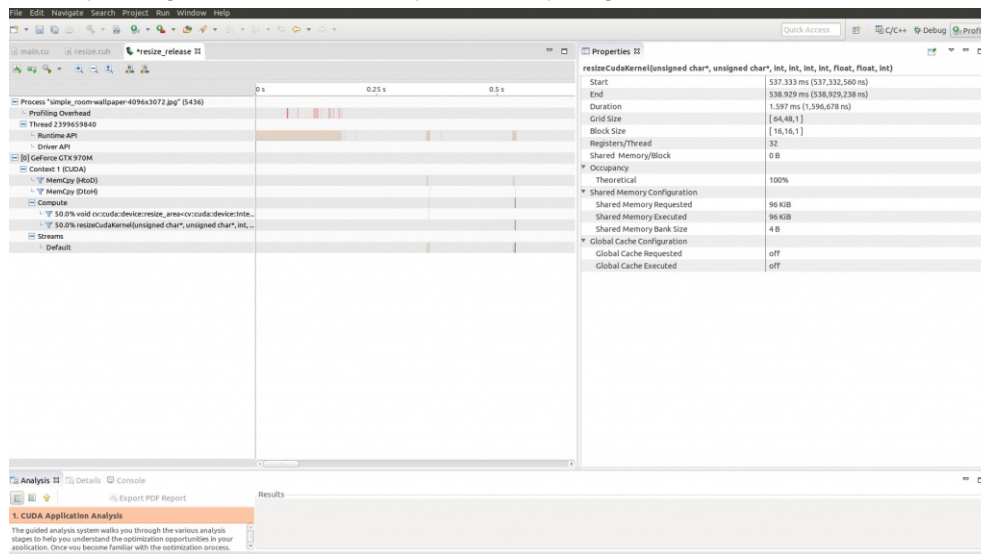 File Edit Navigate Search Project Run Window Help
Quick Access C/C++ Debug Profi
main.cu resize.cuh *resize_release Properties
resizeCudaKernel(unsigned char*, unsigned char*, int, int, int, int, float, float, int)
0 s 0.25 s 0.5 s
Start 537.333 ms (537,332,560 ns)
End 538.929 ms (538,929,238 ns)
Duration 1.597 ms (1,596,678 ns)
Grid Size [ 64,48,1 ]
Block Size [ 16,16,1 ]
Registers/Thread 32
Shared Memory/Block 0 B
Occupancy
Theoretical 100%
Shared Memory Configuration
Shared Memory Requested 96 KiB
Shared Memory Executed 96 KiB
Shared Memory Bank Size 4 B
Global Cache Configuration
Global Cache Requested off
Global Cache Executed off
Process "simple_room-wallpaper-4096x3072.jpg" (5436)
Profiling Overhead
Thread 2399659840
Runtime API
Driver API
[0] GeForce GTX 970M
Context 1 (CUDA)
MemCpy (HtoD)
MemCpy (DtoH)
Compute
50.0% void cv::cuda::device::resize_area<cv::cuda::device::Inte...
50.0% resizeCudaKernel(unsigned char*, unsigned char*, int, ...
Streams
Default
Analysis Details Console
Export PDF Report Results
1. CUDA Application Analysis
The guided analysis system walks you through the various analysis
stages to help you understand the optimization opportunities in your
application. Once you become familiar with the optimization process,